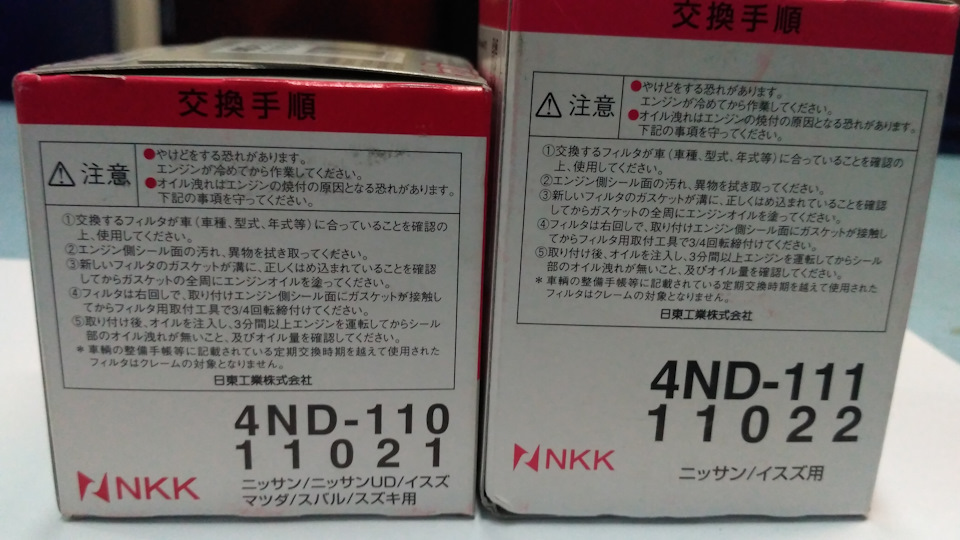 交換手順
注意
●やけどをする恐れがあります。
エンジンが冷めてから作業してください。
●オイル洩れはエンジンの焼付の原因となる恐れがあります。
下記の事項を守ってください。
①交換するフィルタが車(車種、型式、年式等)に合っていることを確認の
上、使用してください。
②エンジン側シール面の汚れ、異物を拭き取ってください。
③新しいフィルタのガスケットが溝に、正しくはめ込まれていることを確認
してからガスケットの全周にエンジンオイルを塗ってください。
④フィルタは右回しで、取り付けエンジン側シール面にガスケットが接触し
てからフィルタ用取付工具で3/4回転締付けてください。
⑤取り付け後、オイルを注入し、3分間以上エンジンを運転してからシール
部のオイル洩れが無いこと、及びオイル量を確認してください。
*車輌の整備手帳等に記載されている定期交換時期を越えて使用された
フィルタはクレームの対象となりません。
日東工業株式会社
4ND-110
11021
NKK
ニッサン/ニッサンUD/イスズ
マツダ/スバル/スズキ用
交換手順
注意
●やけどをする恐れがあります。
エンジンが冷めてから作業してください。
●オイル洩れはエンジンの焼付の原因となる恐れがあります。
下記の事項を守ってください。
①交換するフィルタが車(車種、型式、年式等)に合っていることを確認の
上、使用してください。
②エンジン側シール面の汚れ、異物を拭き取ってください。
③新しいフィルタのガスケットが溝に、正しくはめ込まれていることを確認
してからガスケットの全周にエンジンオイルを塗ってください。
④フィルタは右回しで、取り付けエンジン側シール面にガスケットが接触し
てからフィルタ用取付工具で3/4回転締付けてください。
⑤取り付け後、オイルを注入し、3分間以上エンジンを運転してからシール
部のオイル洩れが無いこと、及びオイル量を確認してください。
*車輌の整備手帳等に記載されている定期交換時期を越えて使用された
フィルタはクレームの対象となりません。
日東工業株式会社
4ND-111
11022
NKK
ニッサン/イスズ用